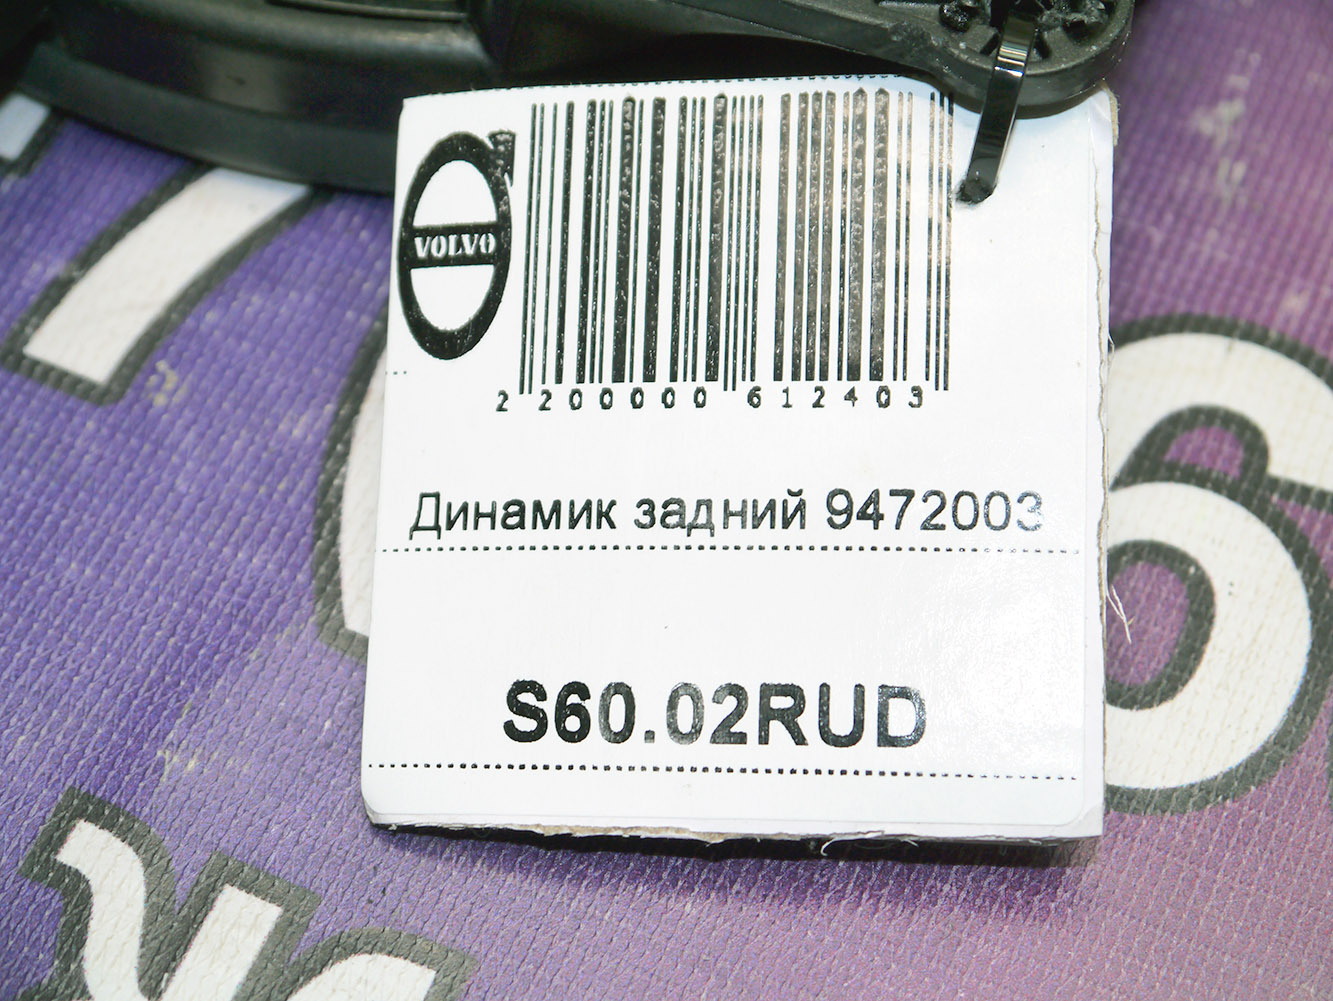 VOLVO
2 200000 612403
Динамик задний 9472003
S60.02RUD